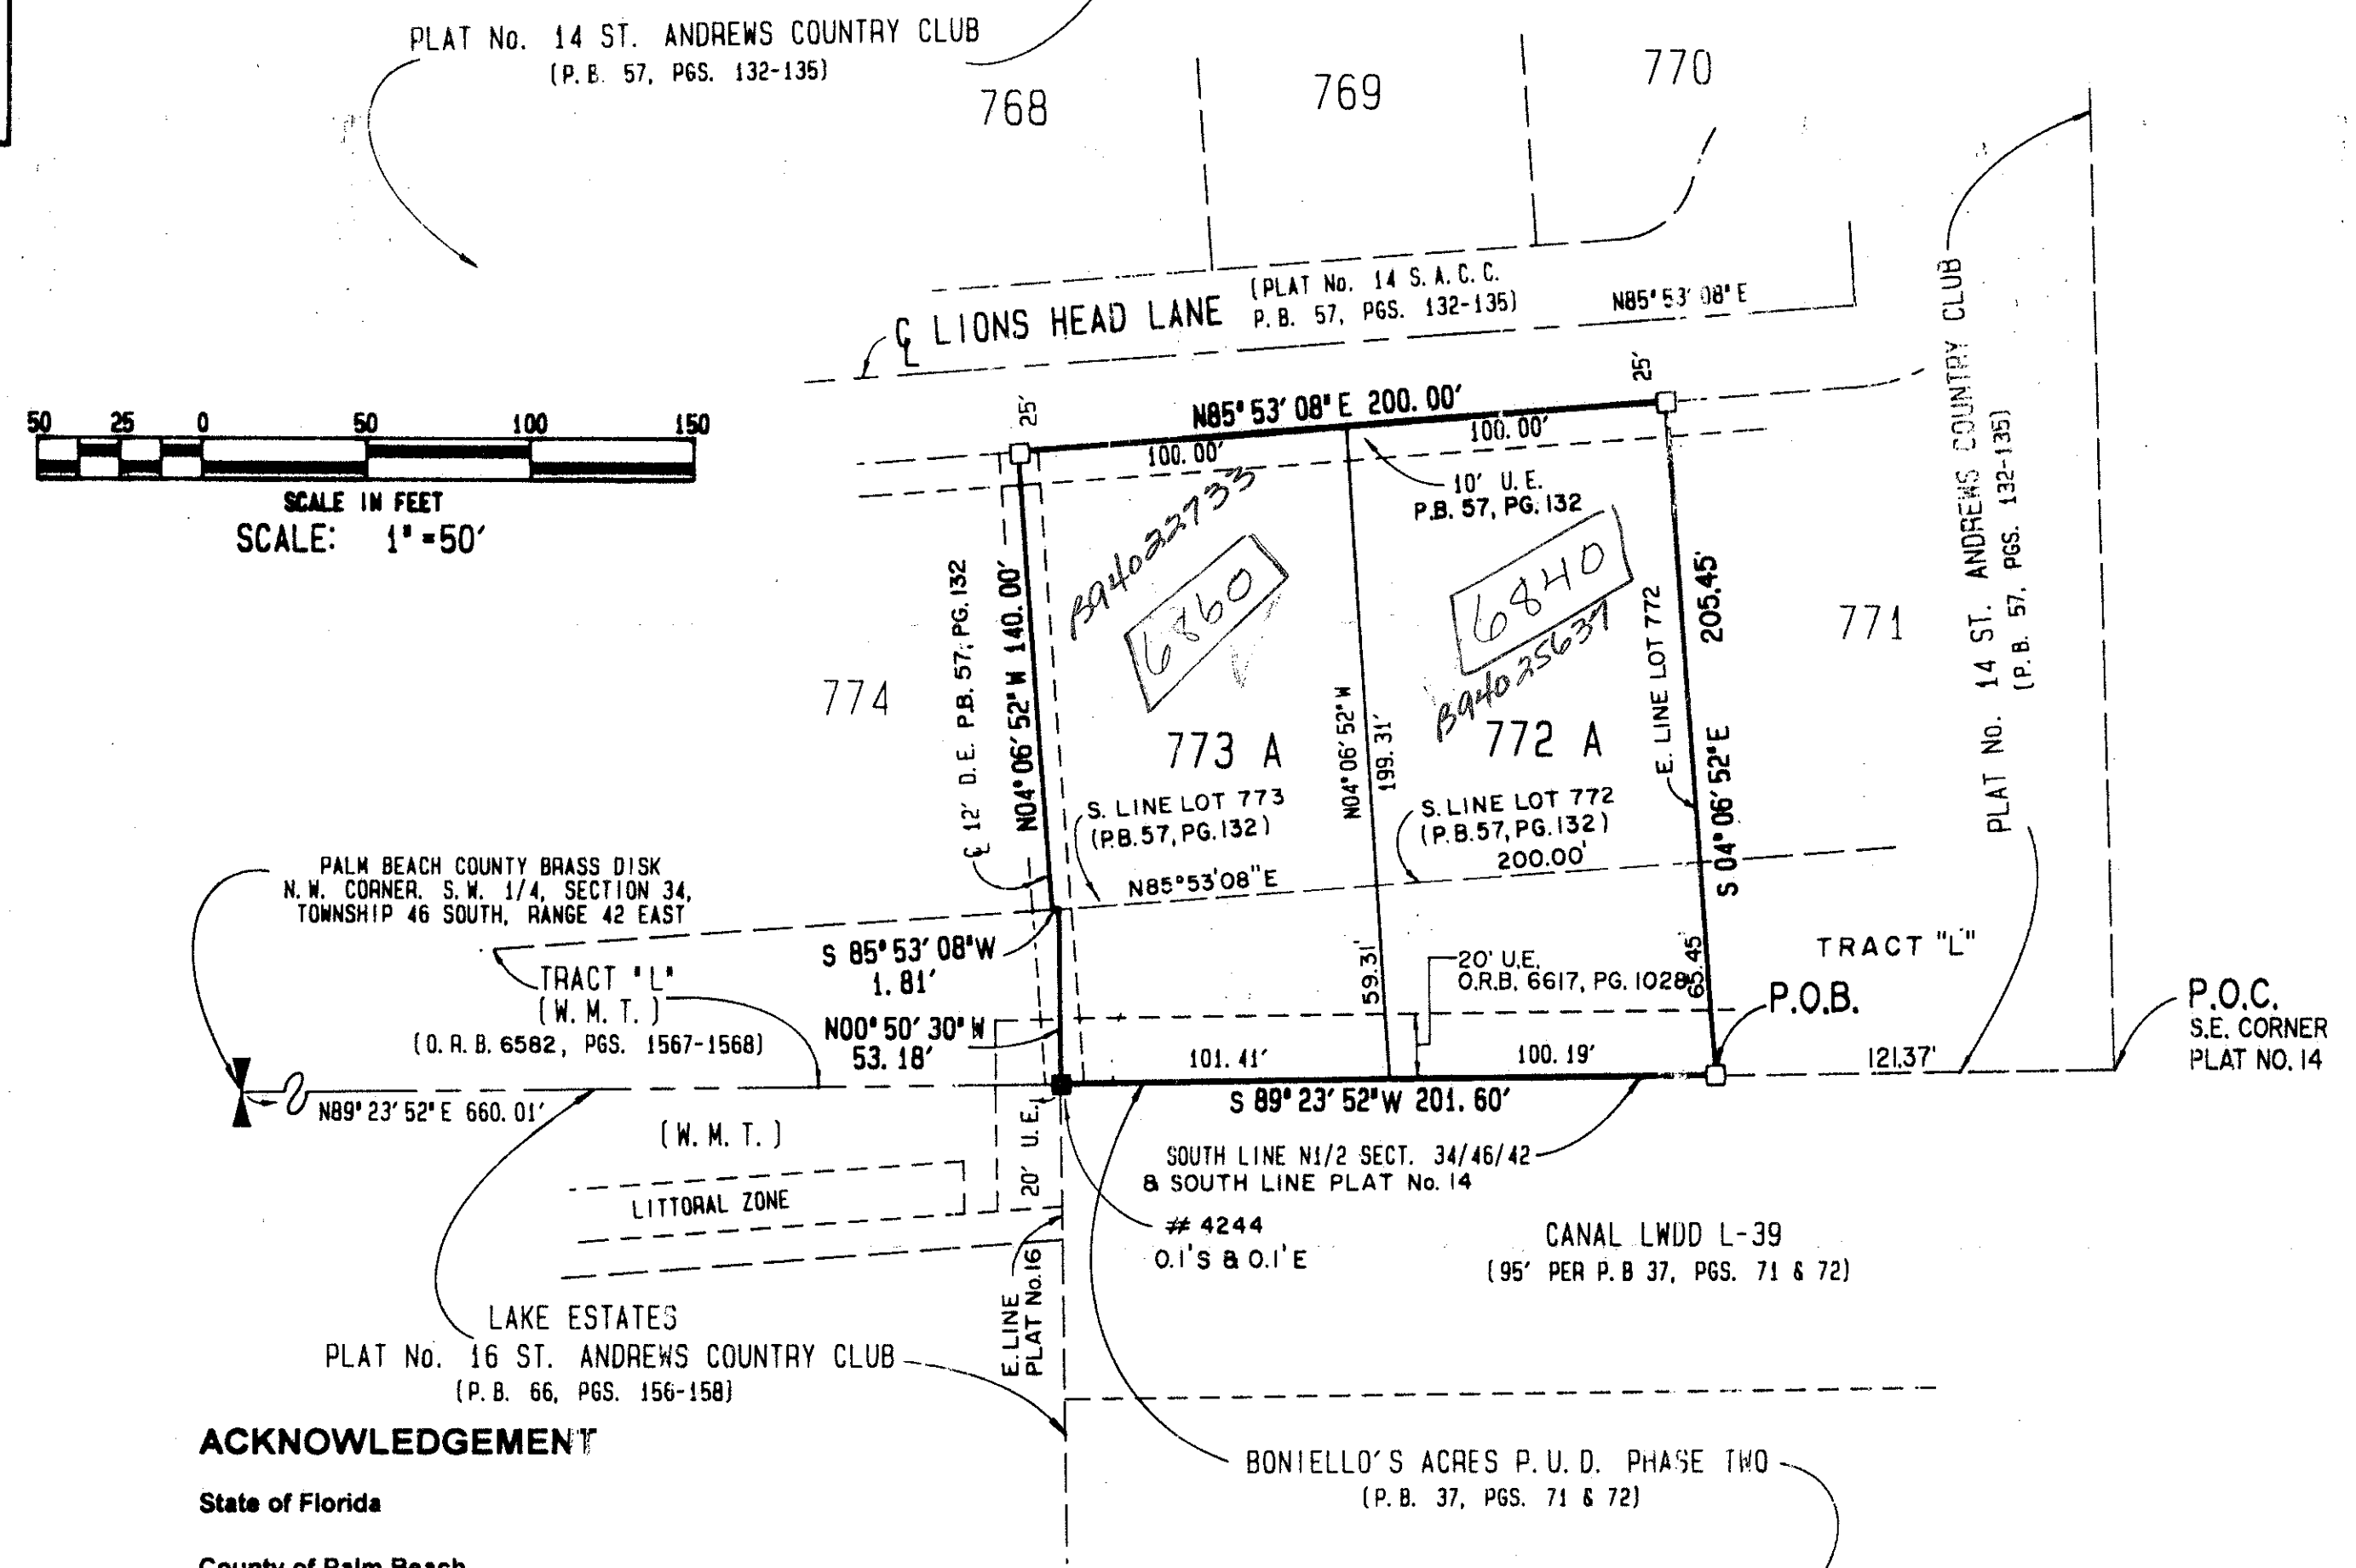 PLAT No. 14 ST. ANDREWS COUNTRY CLUB
(P.B. 57, PGS. 132-135)
768
769
770
℄ LIONS HEAD LANE
(PLAT No. 14 S.A.C.C.
P.B. 57, PGS. 132-135)
N85°53'08"E
PLAT No. 14 ST. ANDREWS COUNTRY CLUB
(P.B. 57, PGS. 132-135)
50 25 0 50 100 150
SCALE IN FEET
SCALE: 1"=50'
25'
25'
N85°53'08"E 200.00'
100.00'
100.00'
10' U.E.
P.B. 57, PG. 132
B94022733
6860
6840
B94025637
℄ 12' D.E. P.B. 57, PG. 132
N04°06'52"W 140.00'
N04°06'52"W
199.31'
E. LINE LOT 772
S 04°06'52"E 205.45'
774
773 A
772 A
771
S. LINE LOT 773
(P.B. 57, PG. 132)
S. LINE LOT 772
(P.B. 57, PG. 132)
200.00'
N85°53'08"E
PALM BEACH COUNTY BRASS DISK
N.W. CORNER. S.W. 1/4, SECTION 34,
TOWNSHIP 46 SOUTH, RANGE 42 EAST
S 85°53'08"W
1.81'
TRACT "L"
(W.M.T.)
(O.R.B. 6582, PGS. 1567-1568)
N00°50'30"W
53.18'
59.31'
20' U.E.
O.R.B. 6617, PG. 1028
65.45'
TRACT "L"
P.O.B.
P.O.C.
S.E. CORNER
PLAT NO. 14
101.41'
100.19'
121.37'
N89°23'52"E 660.01'
S 89°23'52"W 201.60'
(W.M.T.)
20' U.E.
LITTORAL ZONE
SOUTH LINE N1/2 SECT. 34/46/42
& SOUTH LINE PLAT No. 14
# 4244
0.1'S & 0.1'E
CANAL LWDD L-39
(95' PER P.B 37, PGS. 71 & 72)
E. LINE
PLAT No. 16
LAKE ESTATES
PLAT No. 16 ST. ANDREWS COUNTRY CLUB
(P.B. 66, PGS. 156-158)
ACKNOWLEDGEMENT
BONIELLO'S ACRES P.U.D. PHASE TWO
(P.B. 37, PGS. 71 & 72)
State of Florida
County of Palm Beach